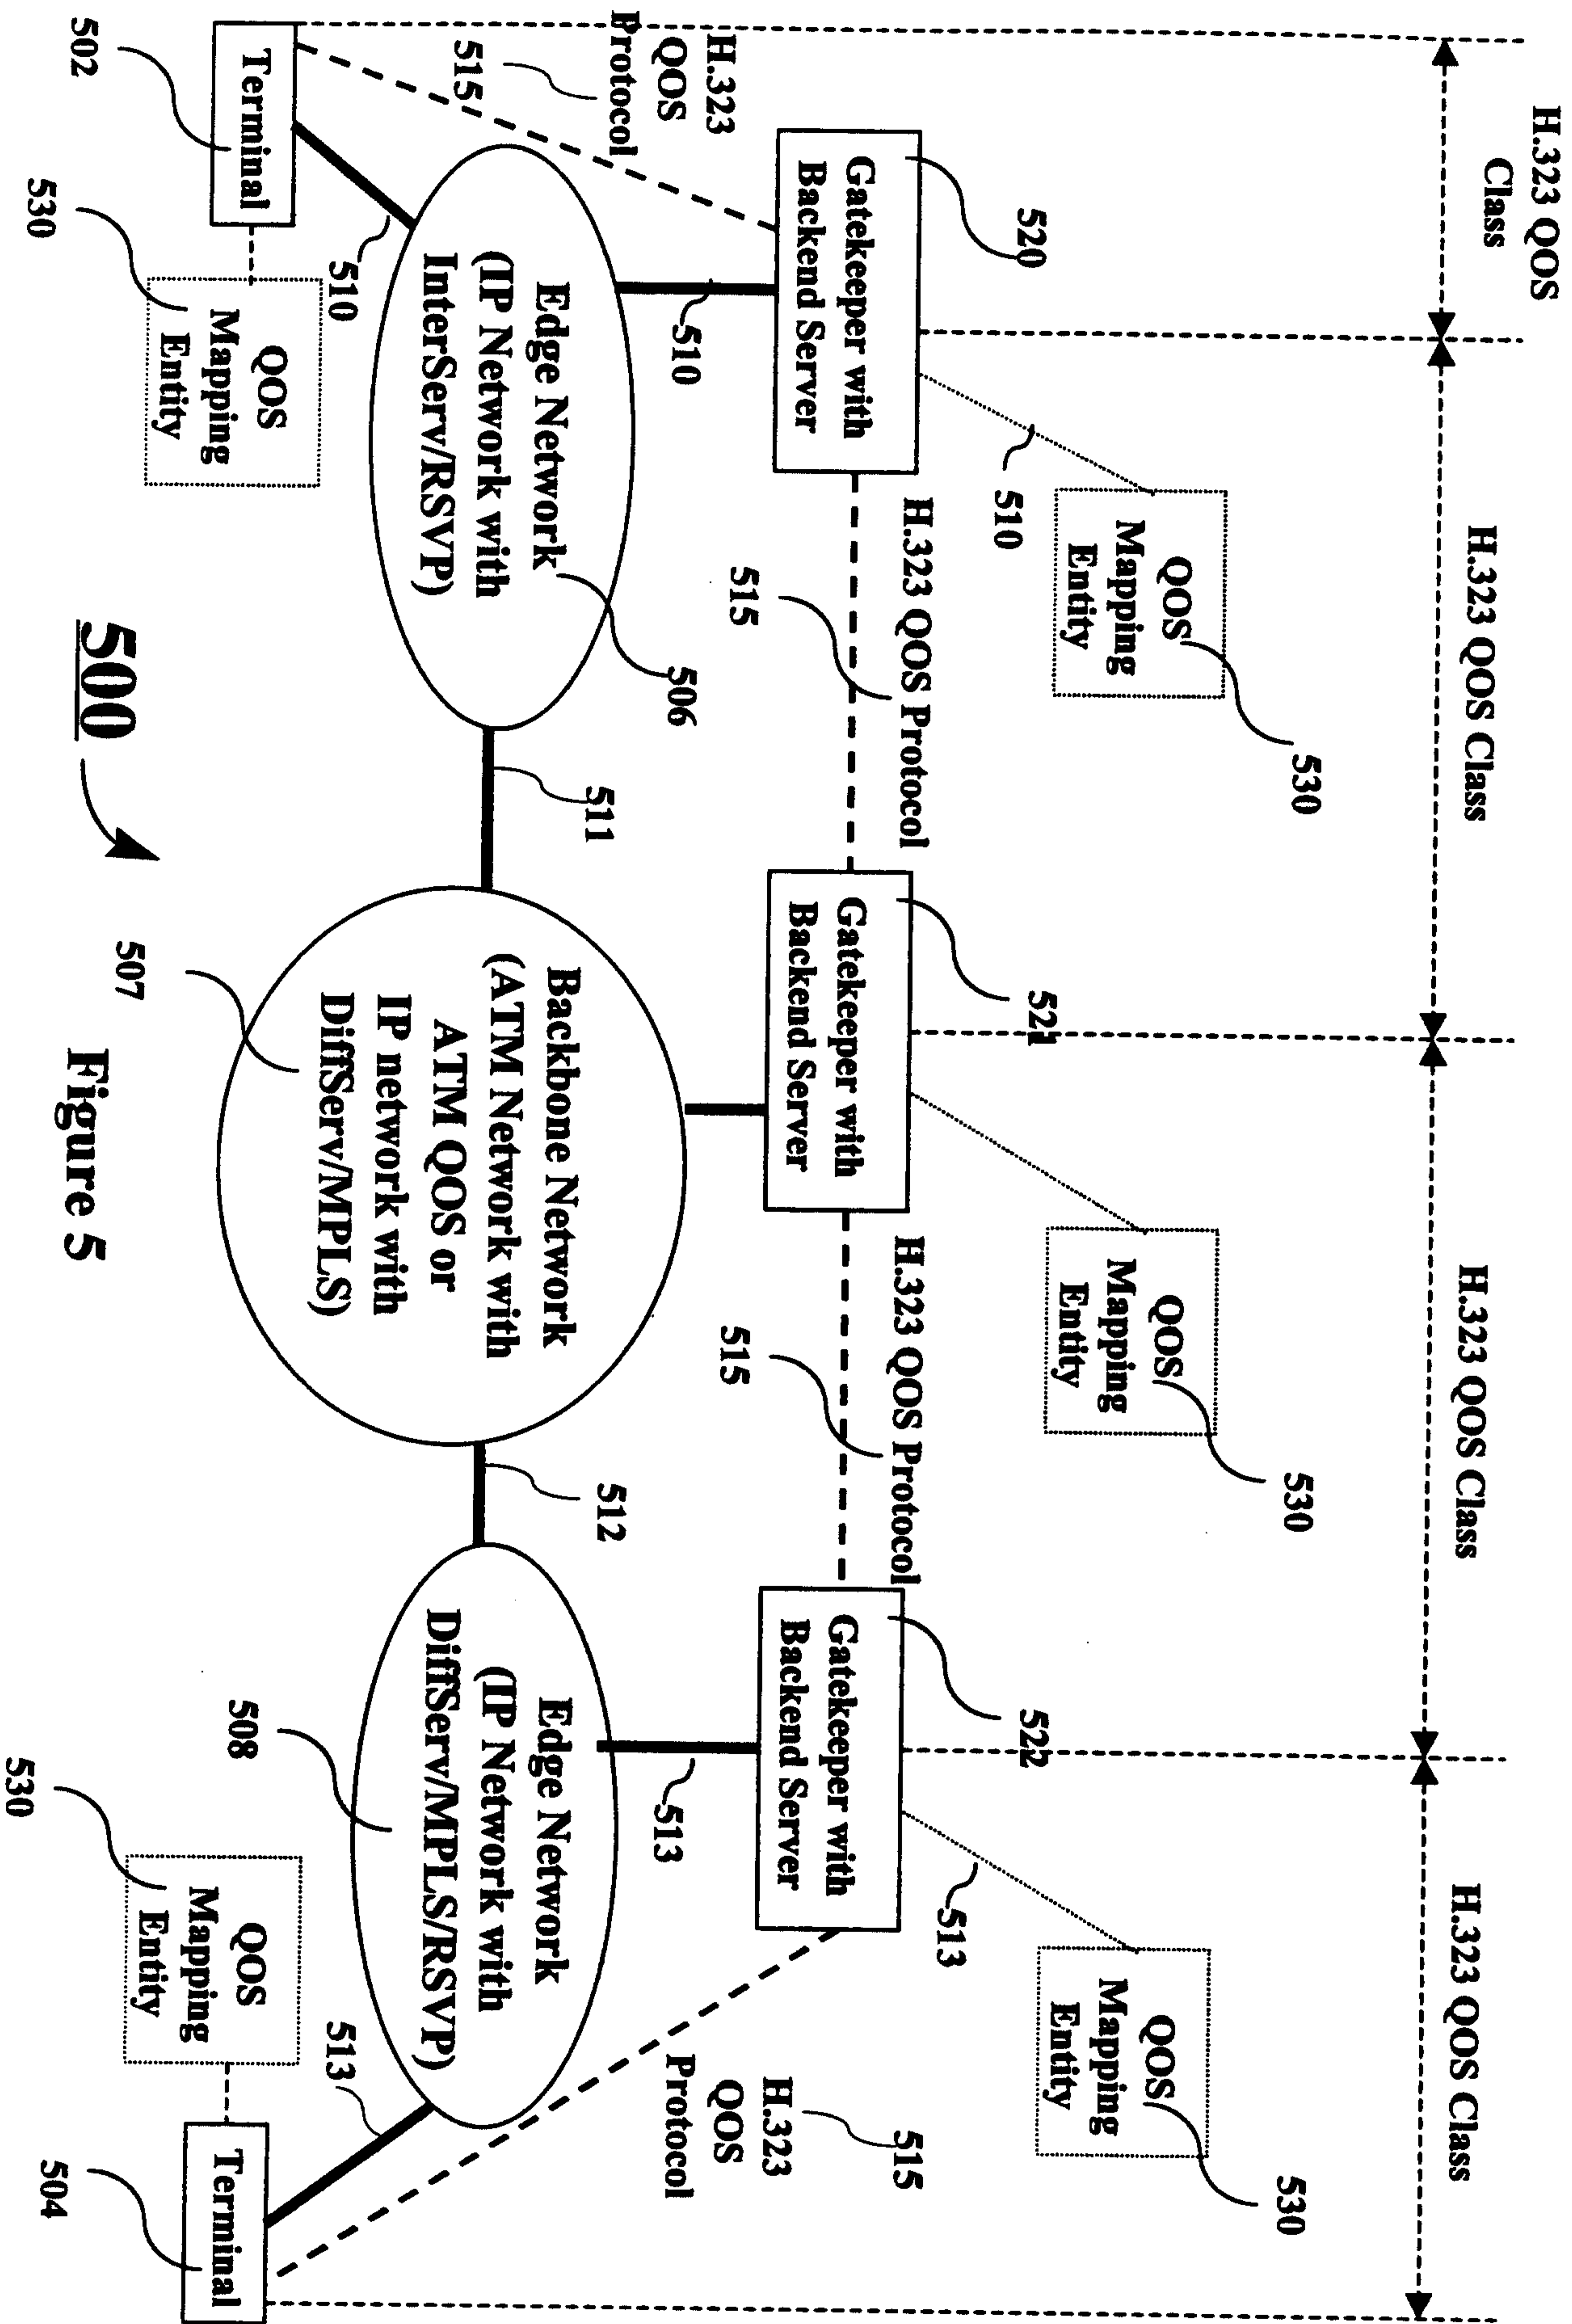 H.323 QOS
Class
H.323 QOS Class
H.323 QOS Class
H.323 QOS Class
QOS
Mapping
Entity
530
QOS
Mapping
Entity
530
QOS
Mapping
Entity
530
520
510
521
522
513
Gatekeeper with
Backend Server
H.323 QOS Protocol
515
Gatekeeper with
Backend Server
H.323 QOS Protocol
515
Gatekeeper with
Backend Server
H.323
QOS
Protocol
515
H.323
QOS
Protocol
515
510
506
513
Edge Network
(IP Network with
InterServ/RSVP)
511
Backbone Network
(ATM Network with
ATM QOS or
IP network with
DiffServ/MPLS)
507
512
Edge Network
(IP Network with
DiffServ/MPLS/RSVP)
508
510
513
Terminal
502
QOS
Mapping
Entity
530
QOS
Mapping
Entity
530
Terminal
504
500
Figure 5